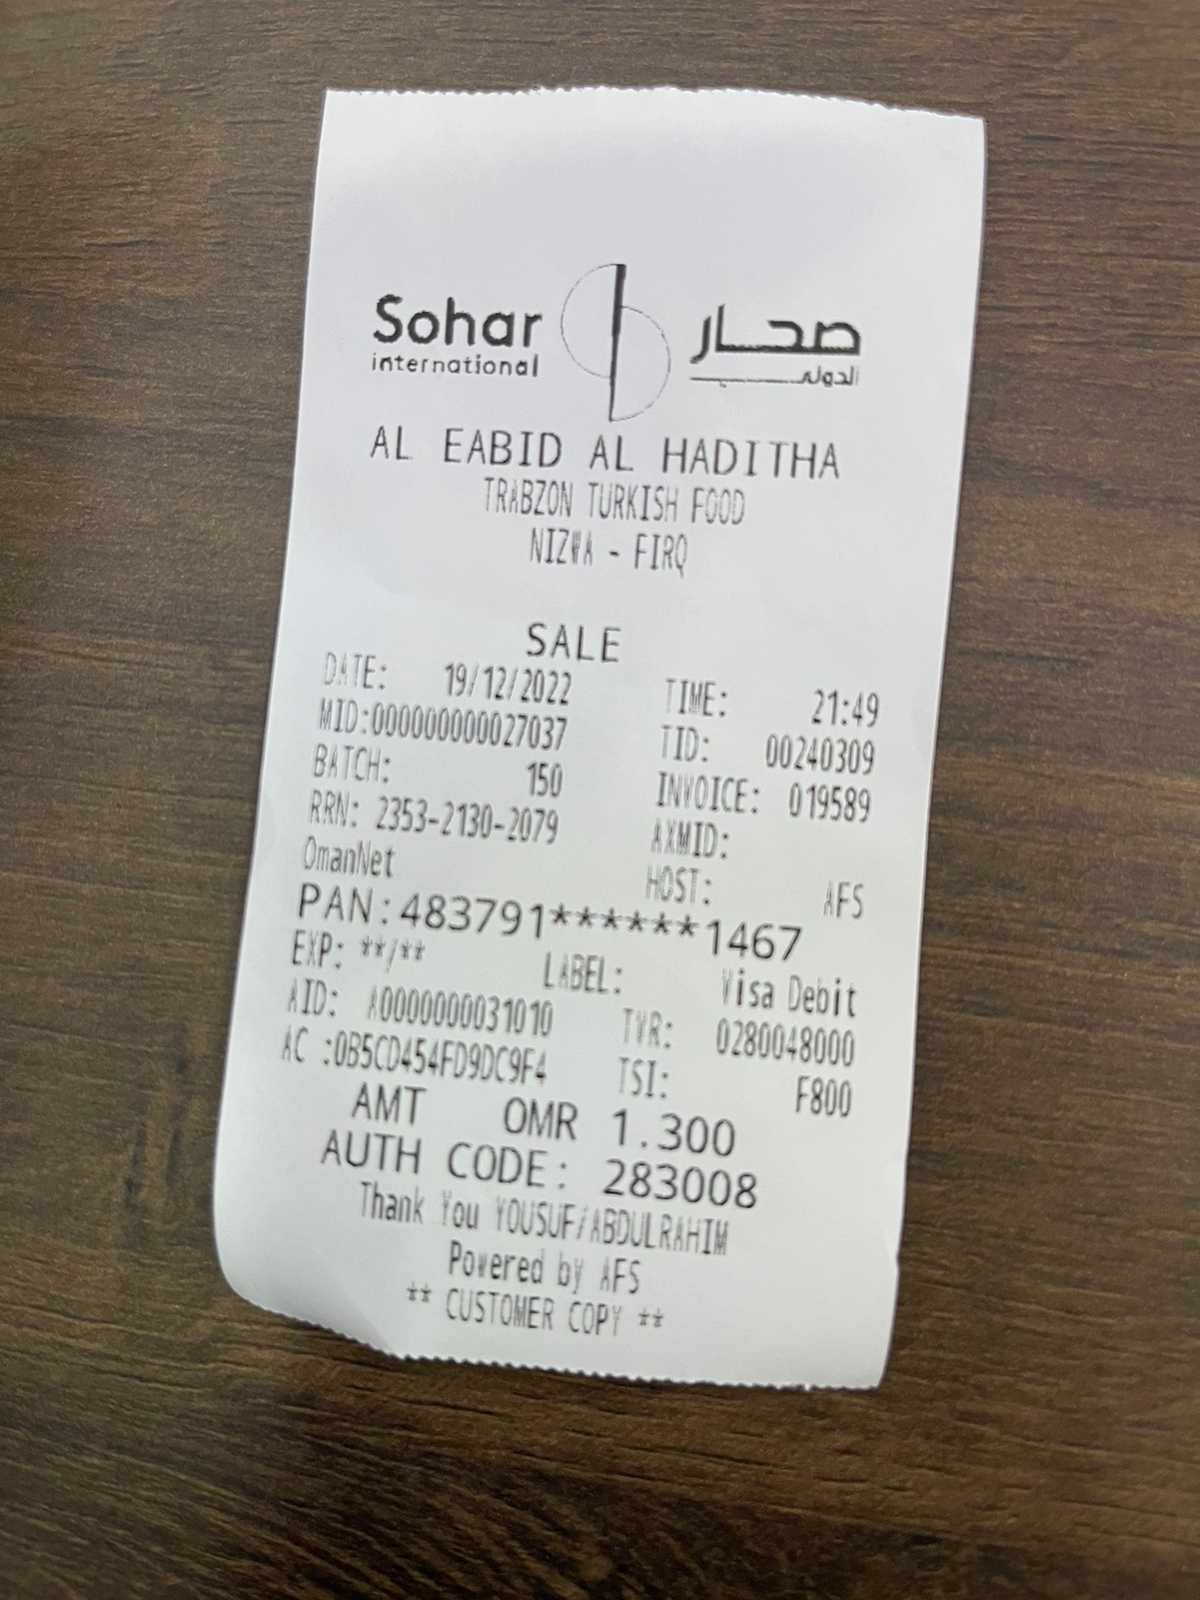 Sohar صحار
international الدولي
AL EABID AL HADITHA
TRABZON TURKISH FOOD
NIZWA - FIRQ
SALE
DATE: 19/12/2022 TIME: 21:49
MID:000000000027037 TID: 00240309
BATCH: 150 INVOICE: 019589
RRN: 2353-2130-2079 AXMID:
OmanNet HOST: AFS
PAN:483791******1467
EXP: **/** LABEL: Visa Debit
AID: A0000000031010 TVR: 0280048000
AC :0B5CD454FD9DC9F4 TSI: F800
AMT OMR 1.300
AUTH CODE: 283008
Thank You YOUSUF/ABDULRAHIM
Powered by AFS
** CUSTOMER COPY **